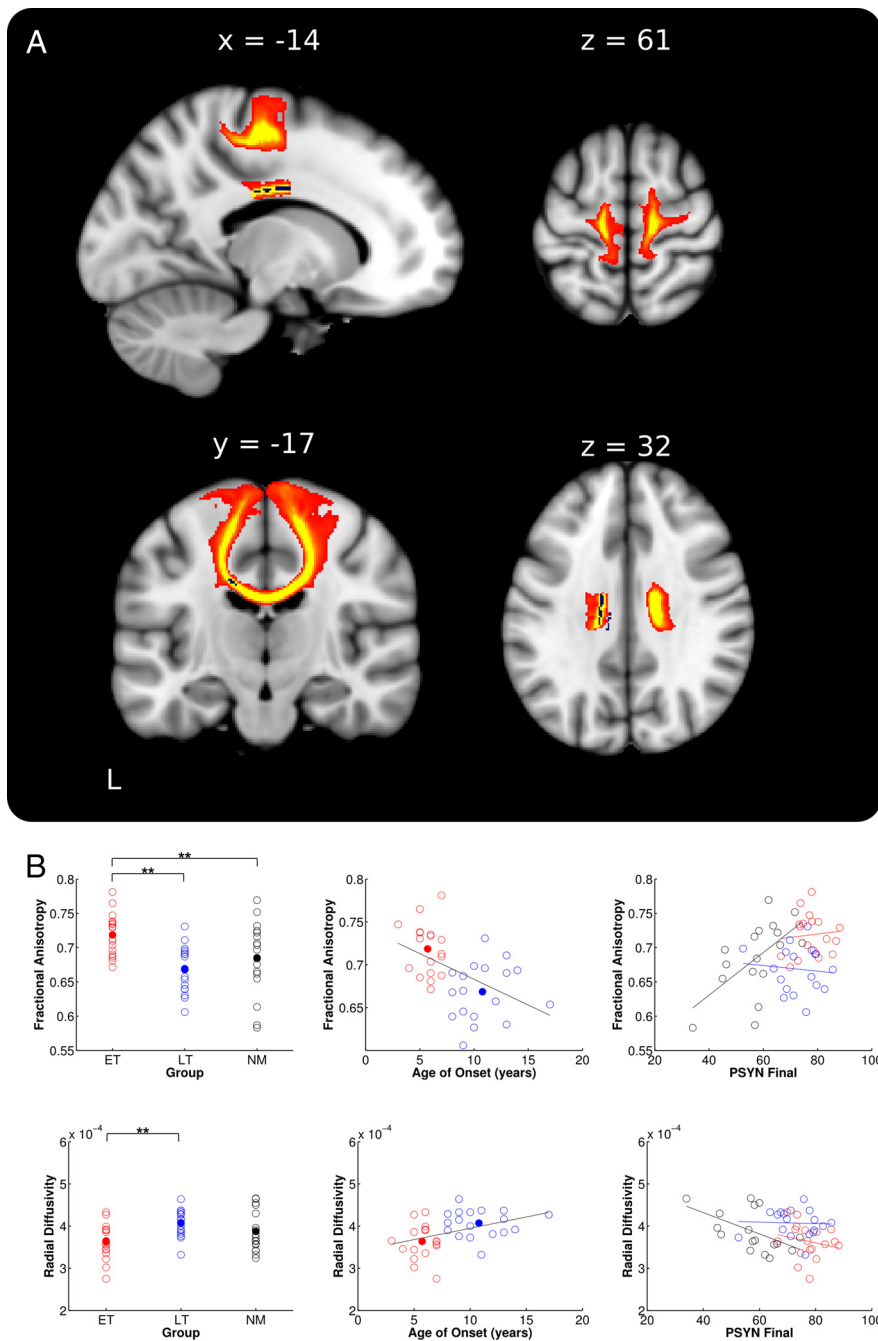 A
x = -14
z = 61
y = -17
z = 32
L
B
**
**
Fractional Anisotropy
0.8
0.75
0.7
0.65
0.6
0.55
ET
LT
NM
Group
Fractional Anisotropy
0.8
0.75
0.7
0.65
0
5
10
15
20
Age of Onset (years)
Fractional Anisotropy
0.8
0.75
0.7
0.65
0.6
0.55
20
40
60
80
100
PSYN Final
**
x 10⁻⁴
Radial Diffusivity
6
5
4
3
2
ET
LT
NM
Group
x 10⁻⁴
Radial Diffusivity
6
5
4
3
2
0
5
10
15
20
Age of Onset (years)
x 10⁻⁴
Radial Diffusivity
6
5
4
3
2
20
40
60
80
100
PSYN Final